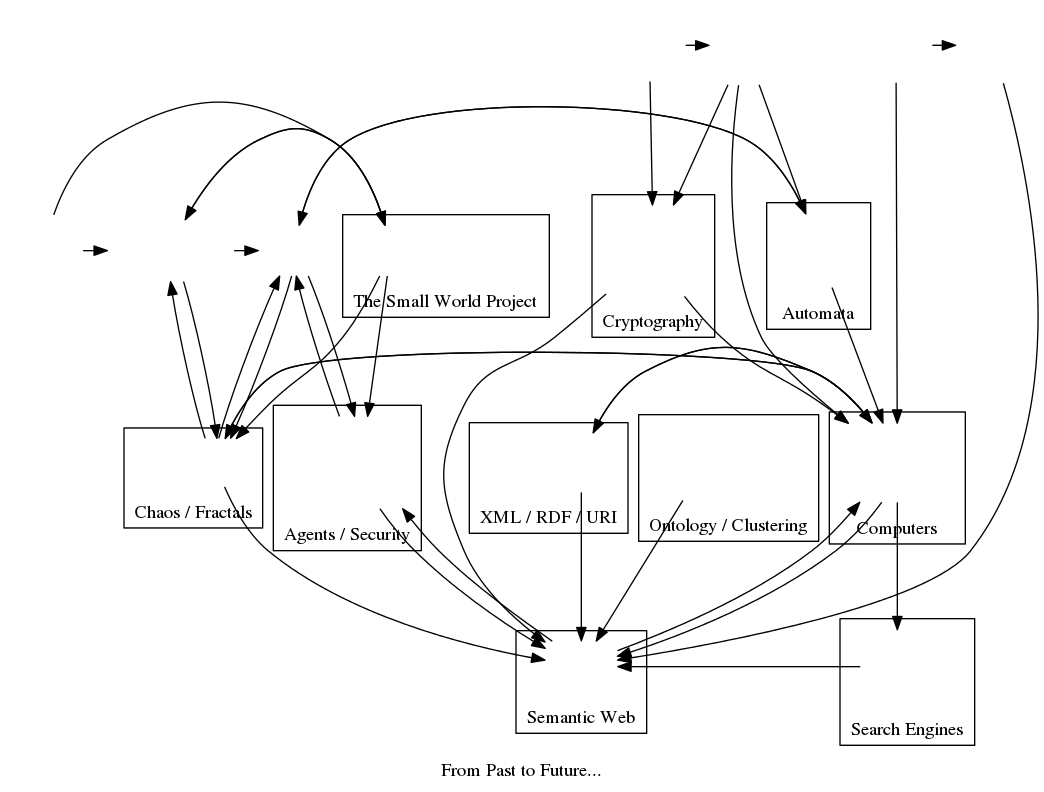 The Small World Project
Cryptography
Automata
Chaos / Fractals
Agents / Security
XML / RDF / URI
Ontology / Clustering
Computers
Semantic Web
Search Engines
From Past to Future...